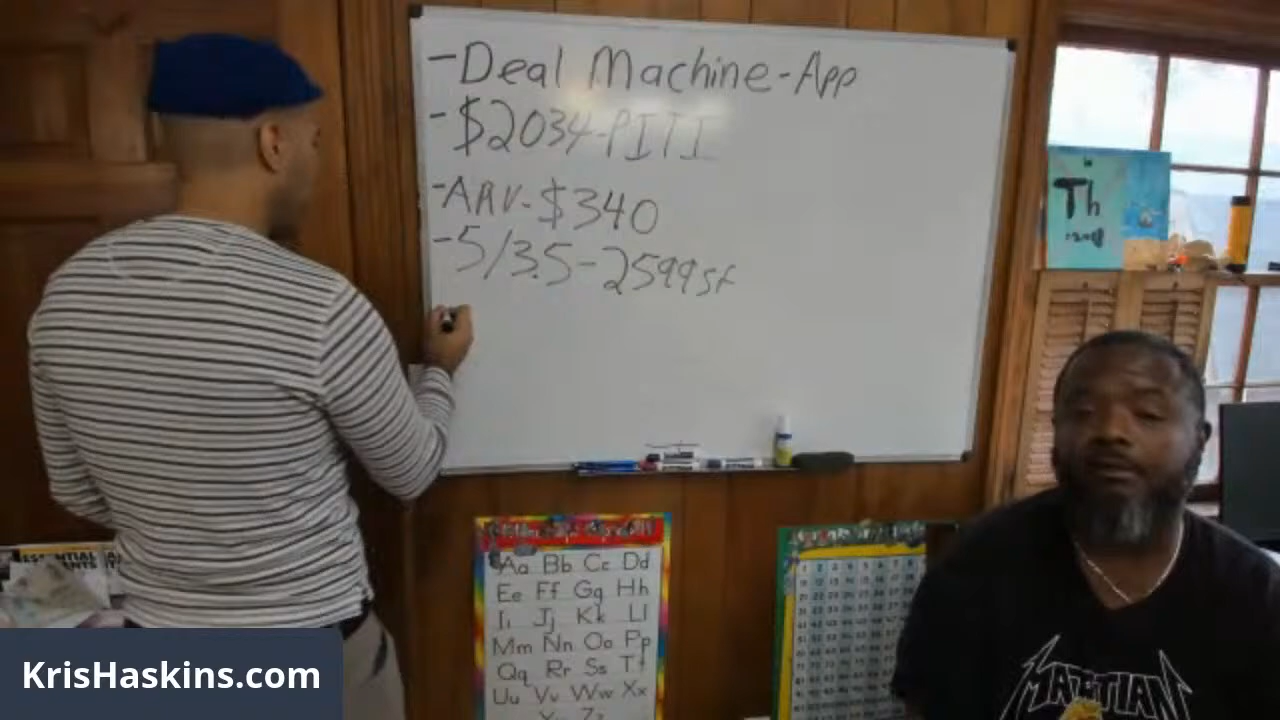 -Deal Machine-App
-$2034-PITI
-ARV-$340
-5/3.5-2599sf
Th
Aa Bb Cc Dd
Ee Ff Gg Hh
Ii Jj Kk Ll
Mm Nn Oo Pp
Qq Rr Ss Tt
Uu Vv Ww Xx
Zz
KrisHaskins.com